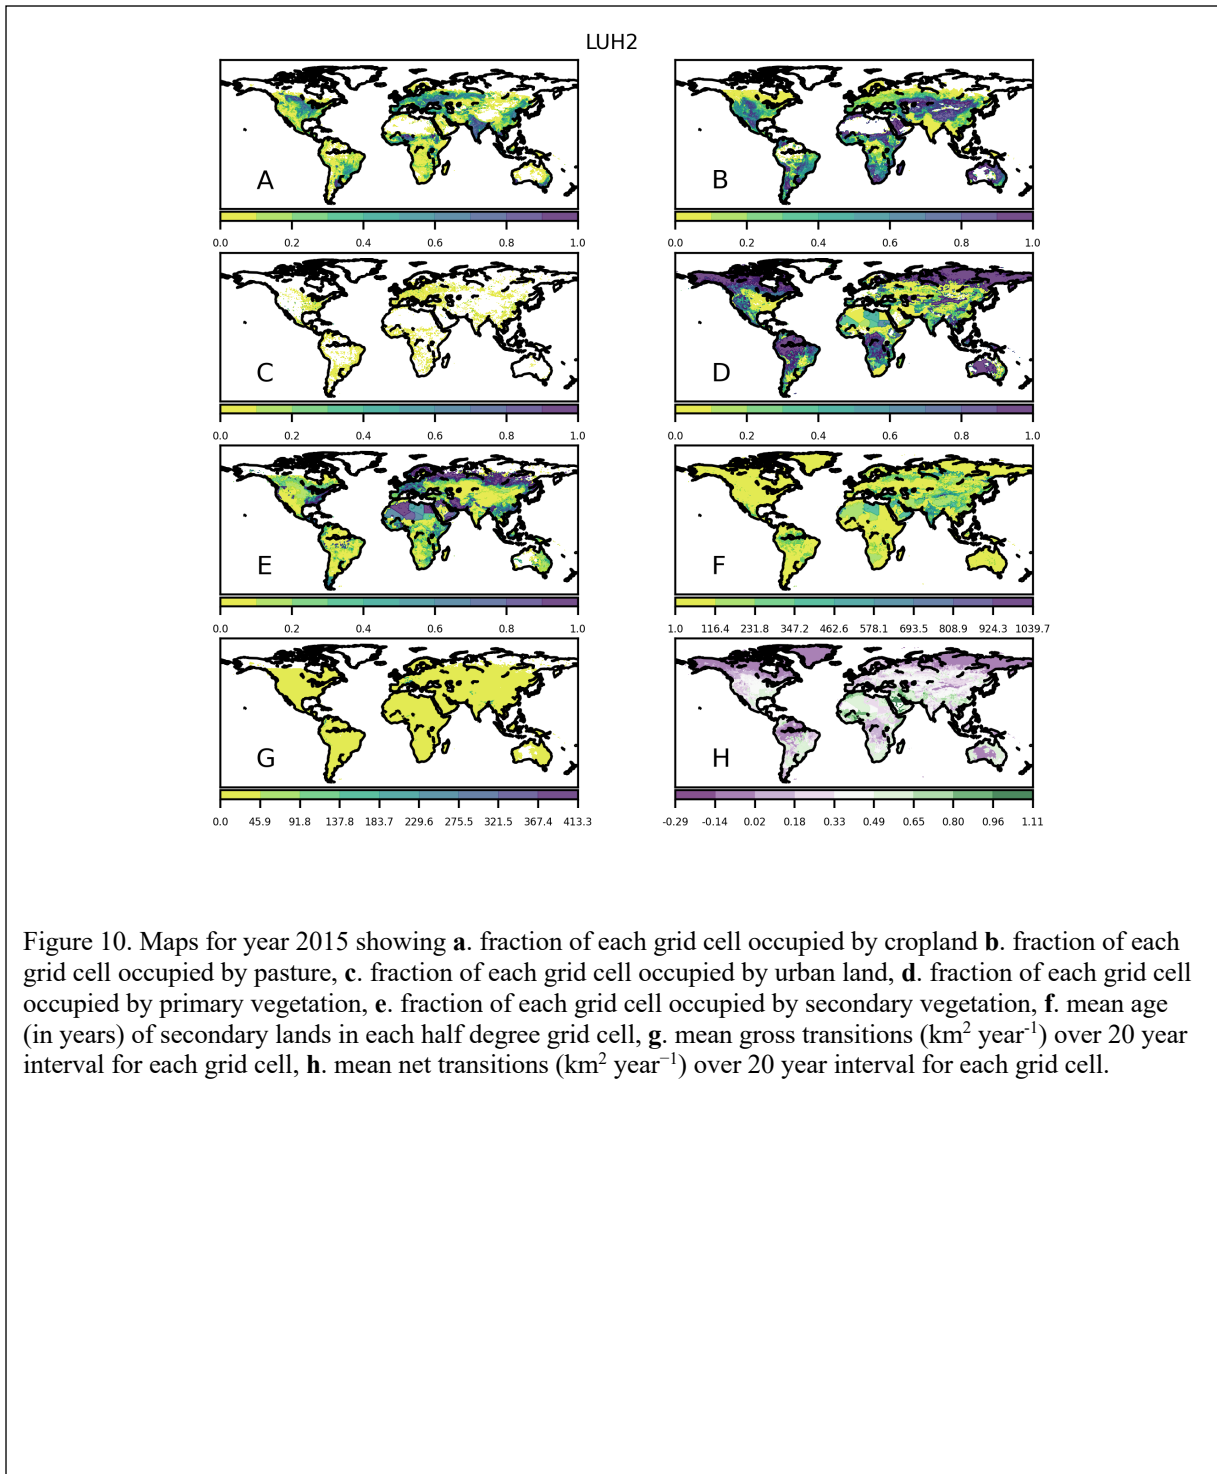 LUH2
A
B
0.0 0.2 0.4 0.6 0.8 1.0
0.0 0.2 0.4 0.6 0.8 1.0
C
D
0.0 0.2 0.4 0.6 0.8 1.0
0.0 0.2 0.4 0.6 0.8 1.0
E
F
0.0 0.2 0.4 0.6 0.8 1.0
1.0 116.4 231.8 347.2 462.6 578.1 693.5 808.9 924.3 1039.7
G
H
0.0 45.9 91.8 137.8 183.7 229.6 275.5 321.5 367.4 413.3
-0.29 -0.14 0.02 0.18 0.33 0.49 0.65 0.80 0.96 1.11
Figure 10. Maps for year 2015 showing a. fraction of each grid cell occupied by cropland b. fraction of each
grid cell occupied by pasture, c. fraction of each grid cell occupied by urban land, d. fraction of each grid cell
occupied by primary vegetation, e. fraction of each grid cell occupied by secondary vegetation, f. mean age
(in years) of secondary lands in each half degree grid cell, g. mean gross transitions (km² year⁻¹) over 20 year
interval for each grid cell, h. mean net transitions (km² year⁻¹) over 20 year interval for each grid cell.